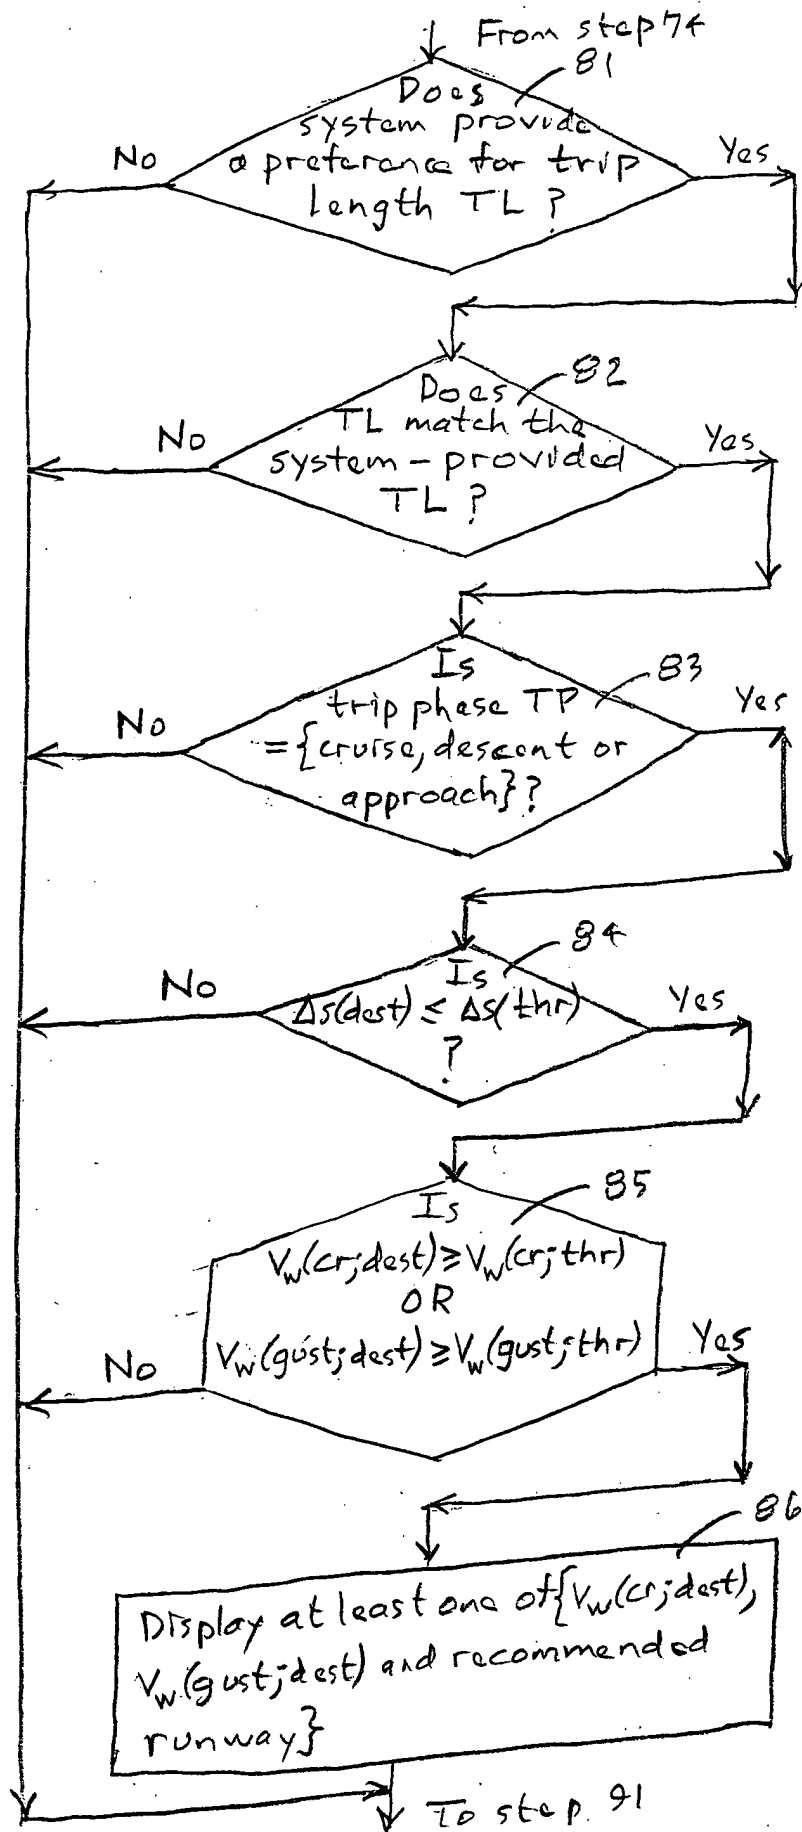 From step 74
81
Does
system provide
a preference for trip
length TL ?
No
Yes
82
Does
TL match the
system - provided
TL ?
No
Yes
83
Is
trip phase TP
= {cruise, descent or
approach} ?
No
Yes
84
Is
Δs(dest) ≤ Δs(thr)
?
No
Yes
85
Is
Vw(cr; dest) ≥ Vw(cr; thr)
OR
Vw(gust; dest) ≥ Vw(gust; thr)
No
Yes
86
Display at least one of {Vw(cr; dest),
Vw(gust; dest) and recommended
runway}
To step 91